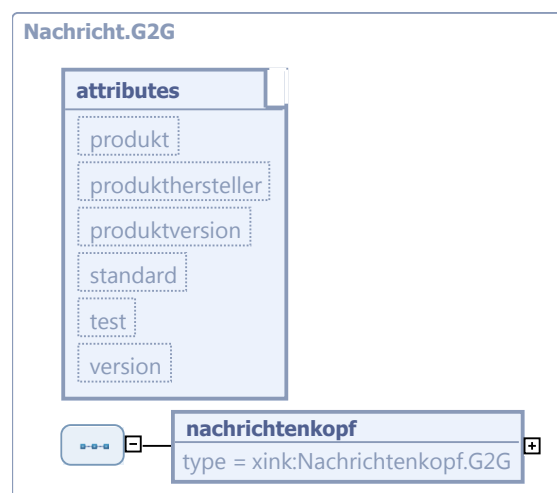 Nachricht.G2G
attributes
produkt
produkthersteller
produktversion
standard
test
version
nachrichtenkopf
type = xink:Nachrichtenkopf.G2G